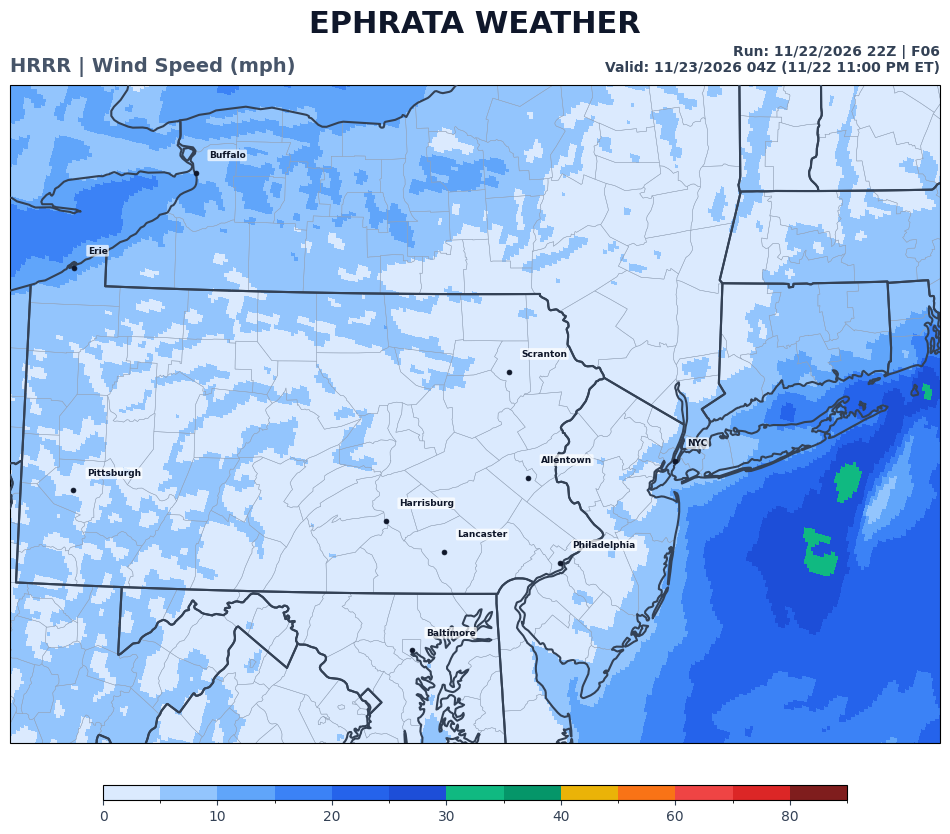 EPHRATA WEATHER
Run: 11/22/2026 22Z | F06
HRRR | Wind Speed (mph)
Valid: 11/23/2026 04Z (11/22 11:00 PM ET)
Buffalo
Erie
Scranton
NYC
Allentown
Pittsburgh
Harrisburg
Lancaster
Philadelphia
Baltimore
0 10 20 30 40 60 80